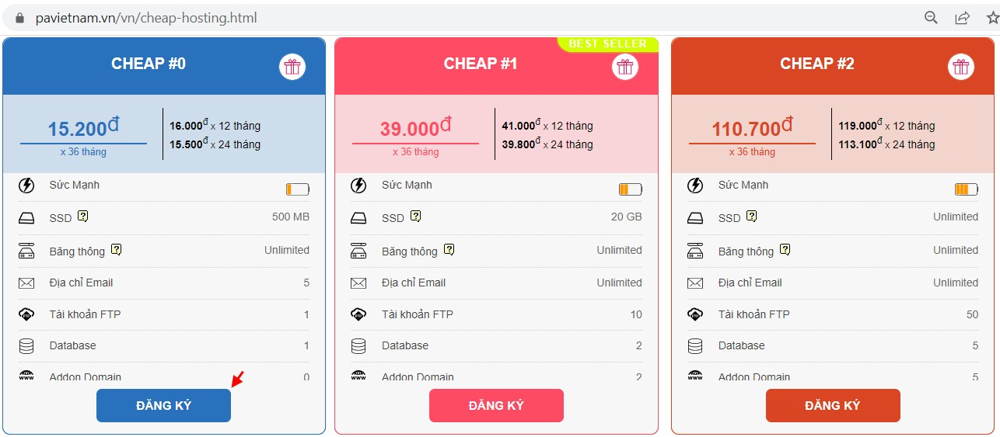 pavietnam.vn/vn/cheap-hosting.html
CHEAP #0
15.200đ
x 36 tháng
16.000đ x 12 tháng
15.500đ x 24 tháng
Sức Mạnh
SSD ? 500 MB
Băng thông ? Unlimited
Địa chỉ Email 5
Tài khoản FTP 1
Database 1
Addon Domain 0
ĐĂNG KÝ
BEST SELLER
CHEAP #1
39.000đ
x 36 tháng
41.000đ x 12 tháng
39.800đ x 24 tháng
Sức Mạnh
SSD ? 20 GB
Băng thông ? Unlimited
Địa chỉ Email Unlimited
Tài khoản FTP 10
Database 2
Addon Domain 2
ĐĂNG KÝ
CHEAP #2
110.700đ
x 36 tháng
119.000đ x 12 tháng
113.100đ x 24 tháng
Sức Mạnh
SSD ? Unlimited
Băng thông ? Unlimited
Địa chỉ Email Unlimited
Tài khoản FTP 50
Database 5
Addon Domain 5
ĐĂNG KÝ